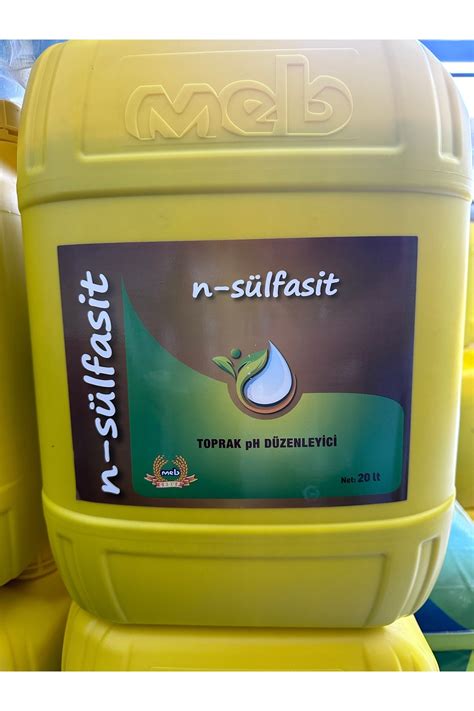 meb
n-sülfasit
n-sülfasit
TOPRAK pH DÜZENLEYİCİ
meb
Net: 20 lt